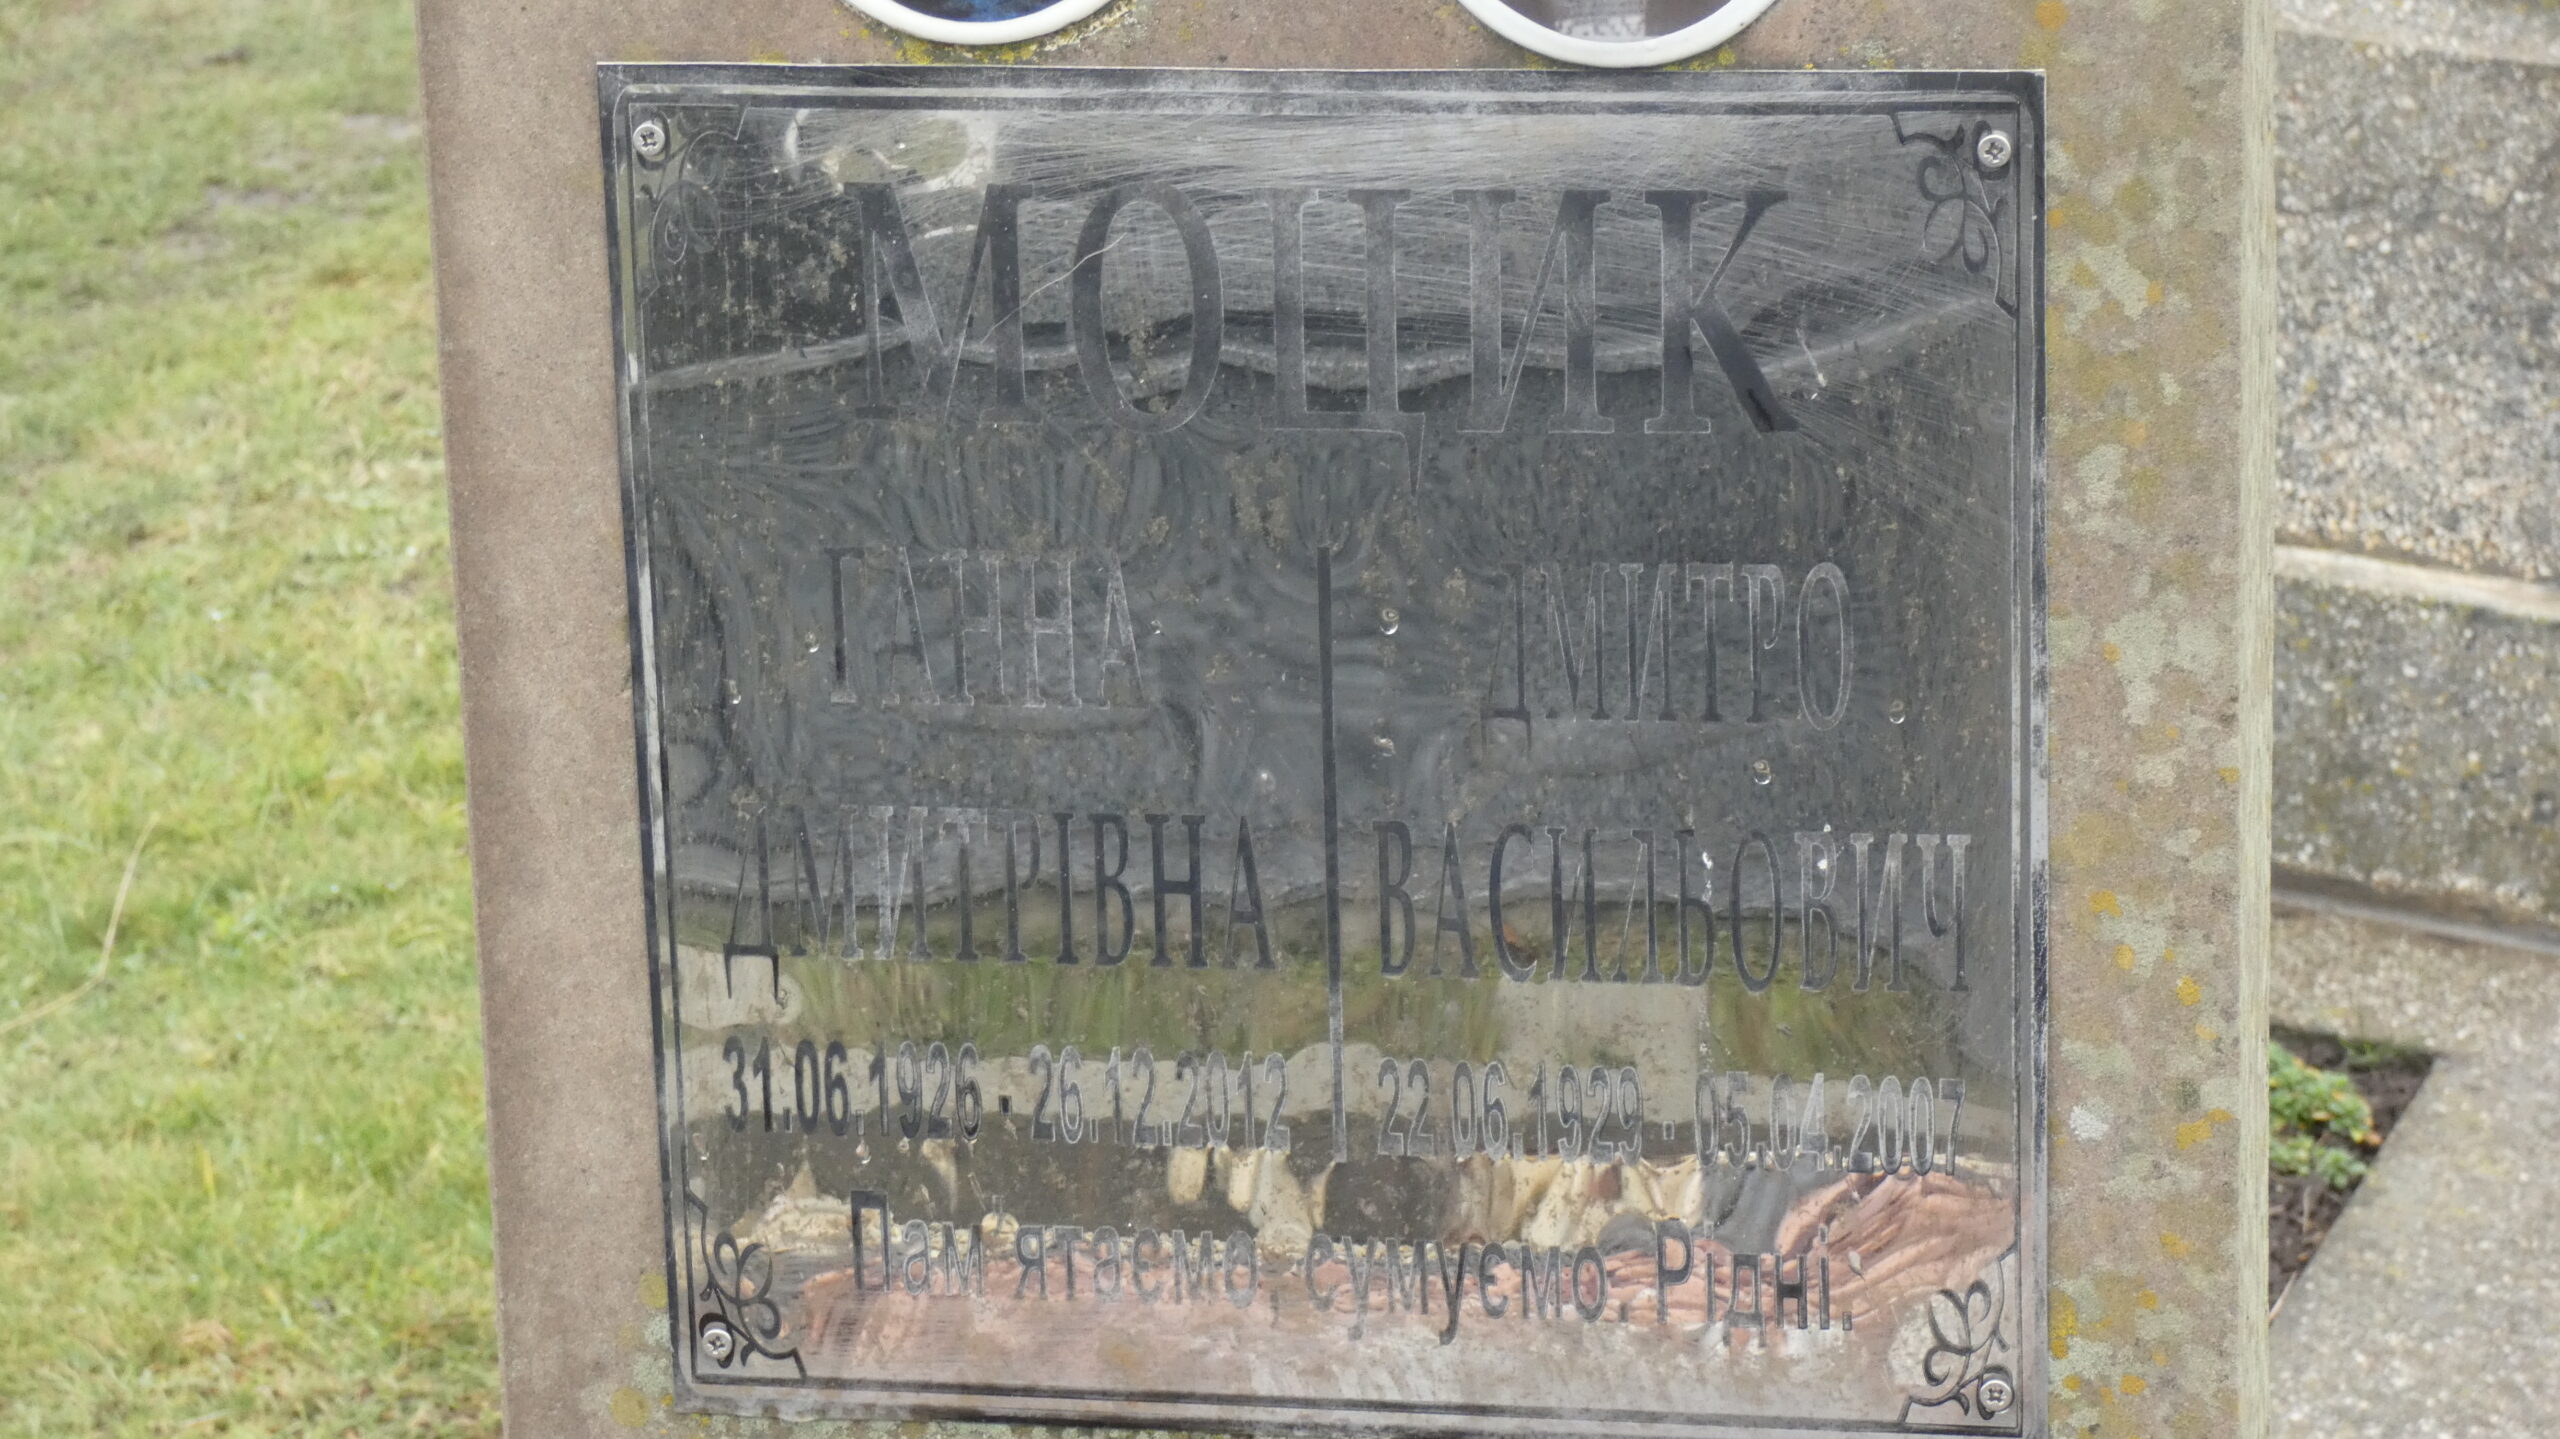 МОЦИК
ГАННА
ДМИТРІВНА
31.06.1926 - 26.12.2012
ДМИТРО
ВАСИЛЬОВИЧ
22.06.1929 - 05.04.2007
Пам'ятаємо, сумуємо. Рідні.